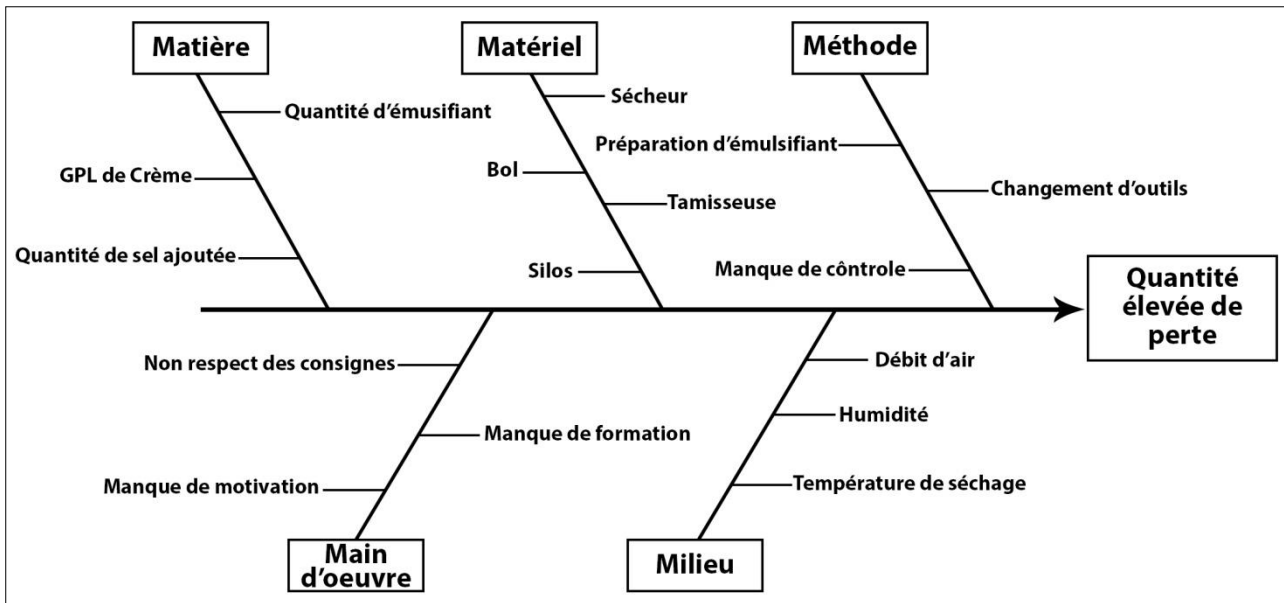 Matière
Matériel
Méthode
Quantité d'émusifiant
Sécheur
Préparation d'émulsifiant
GPL de Crème
Bol
Changement d'outils
Tamisseuse
Quantité de sel ajoutée
Silos
Manque de côntrole
Quantité
élevée de
perte
Non respect des consignes
Débit d'air
Humidité
Manque de formation
Manque de motivation
Température de séchage
Main
d'oeuvre
Milieu